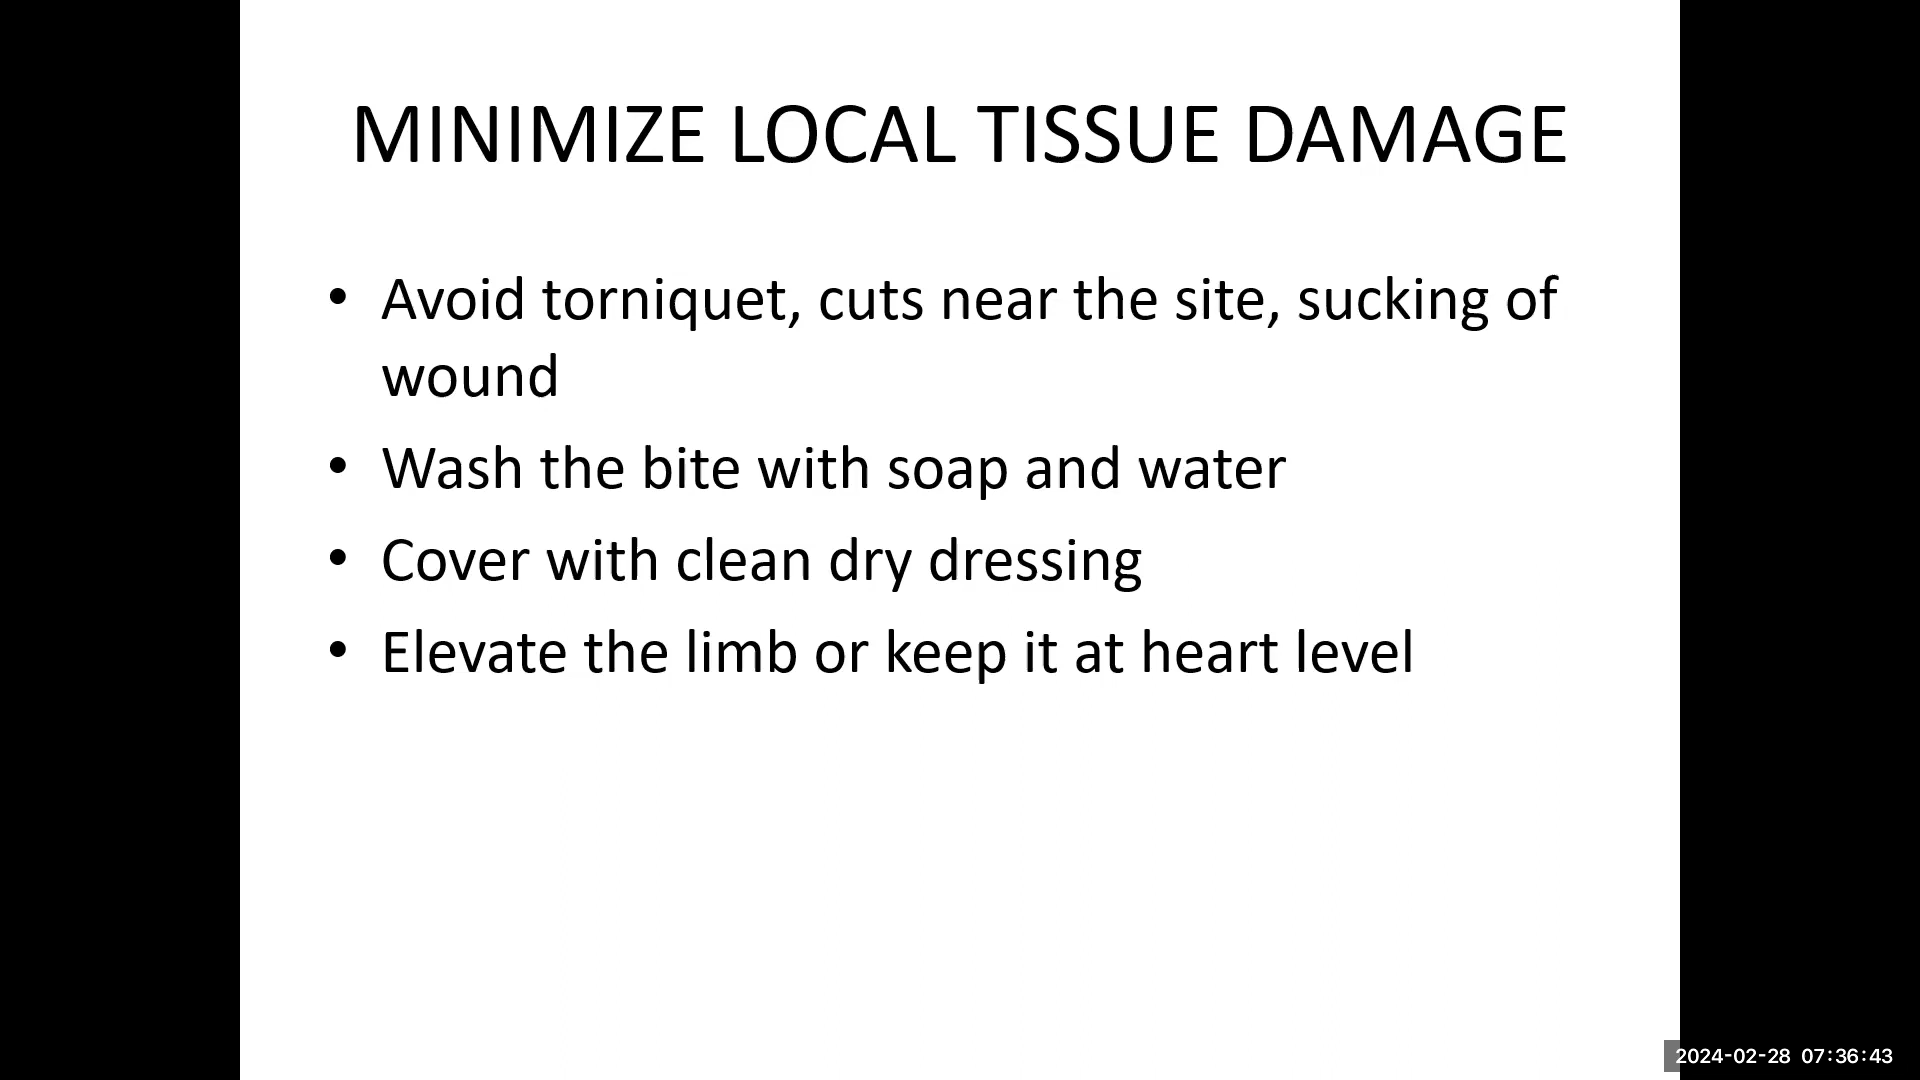 MINIMIZE LOCAL TISSUE DAMAGE
• Avoid torniquet, cuts near the site, sucking of
wound
• Wash the bite with soap and water
• Cover with clean dry dressing
• Elevate the limb or keep it at heart level
2024-02-28 07:36:43